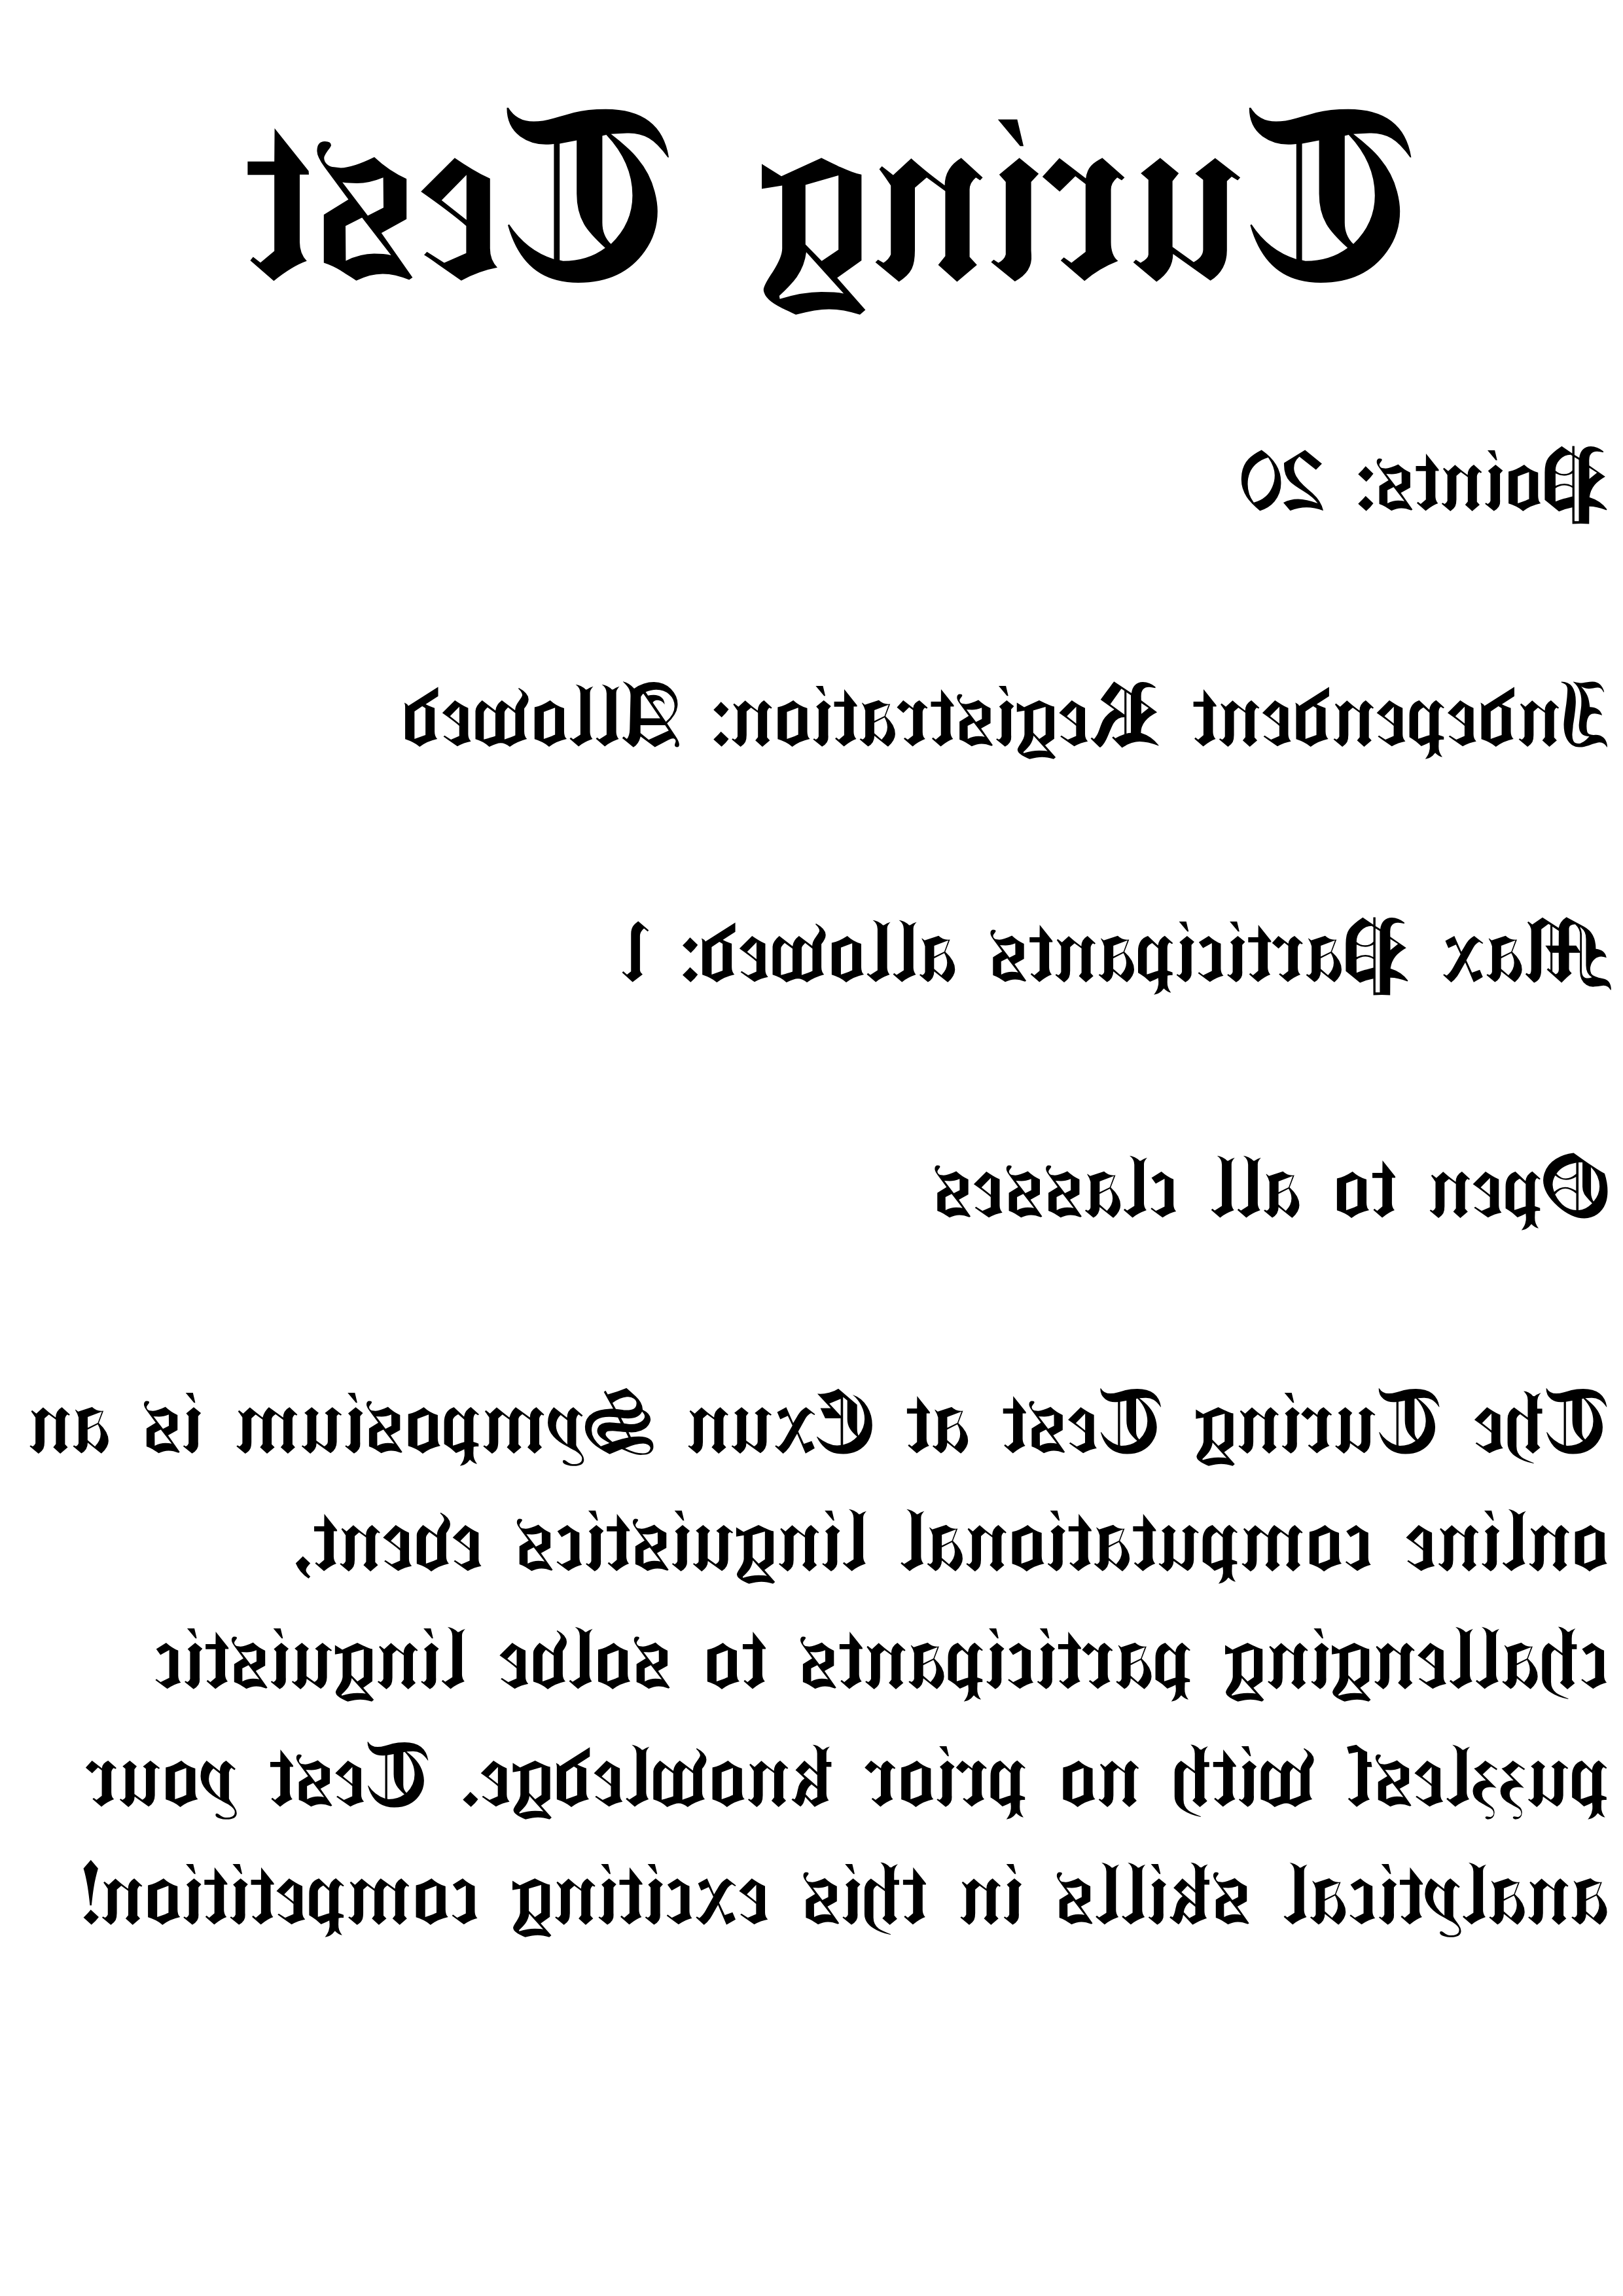 Turing Test
Points: 20
Independent Registration: Allowed
Max Participants allowed: 1
Open to all classes
The Turing Test at Exun Symposium is an
online computational linguistics event,
challenging participants to solve linguistic
puzzles with no prior knowledge. Test your
analytical skills in this exciting competition!